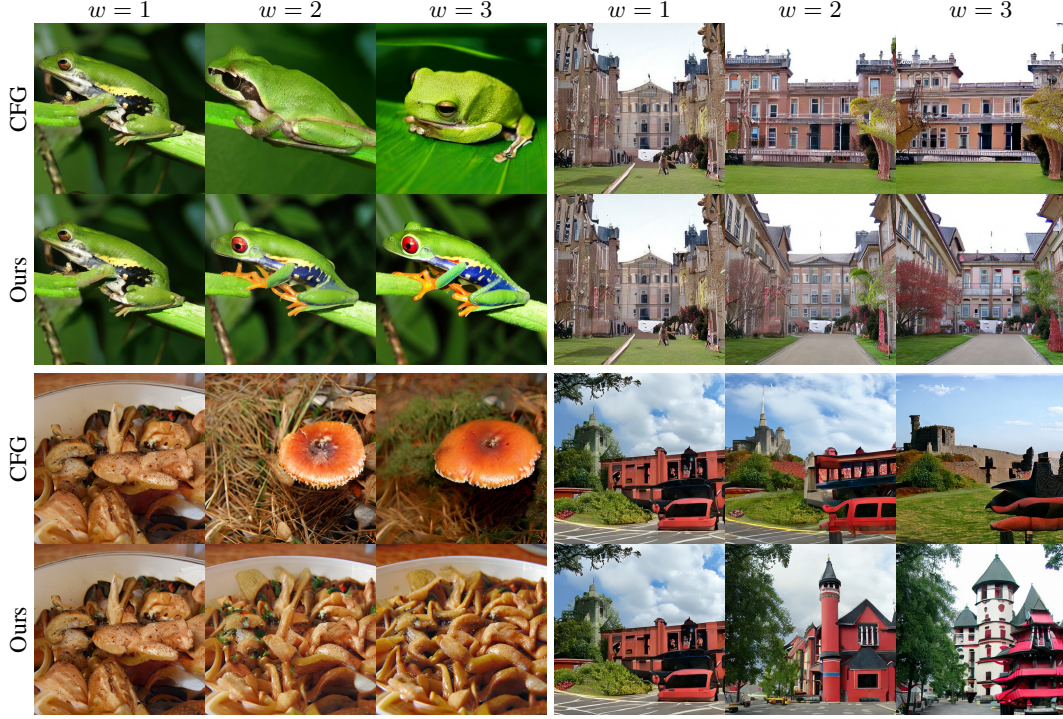 w = 1 w = 2 w = 3 w = 1 w = 2 w = 3
CFG
Ours
CFG
Ours